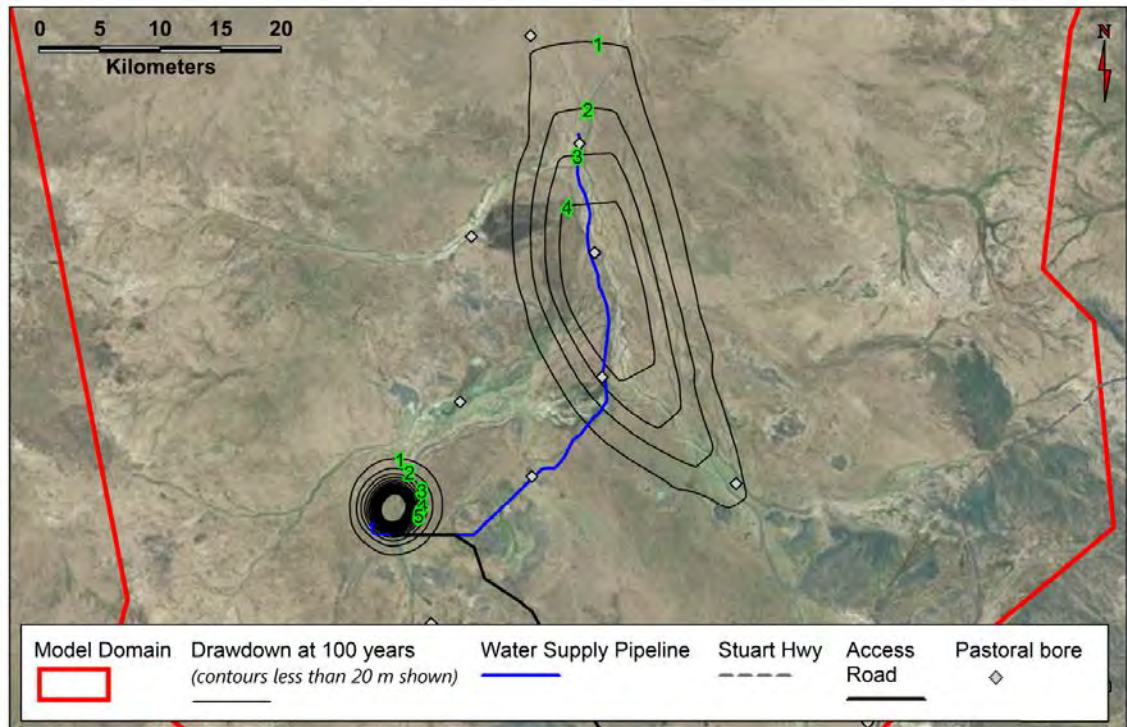 0 5 10 15 20
Kilometers
N
1
2
3
4
1
2
3
5
Model Domain
Drawdown at 100 years
(contours less than 20 m shown)
Water Supply Pipeline
Stuart Hwy
Access
Road
Pastoral bore